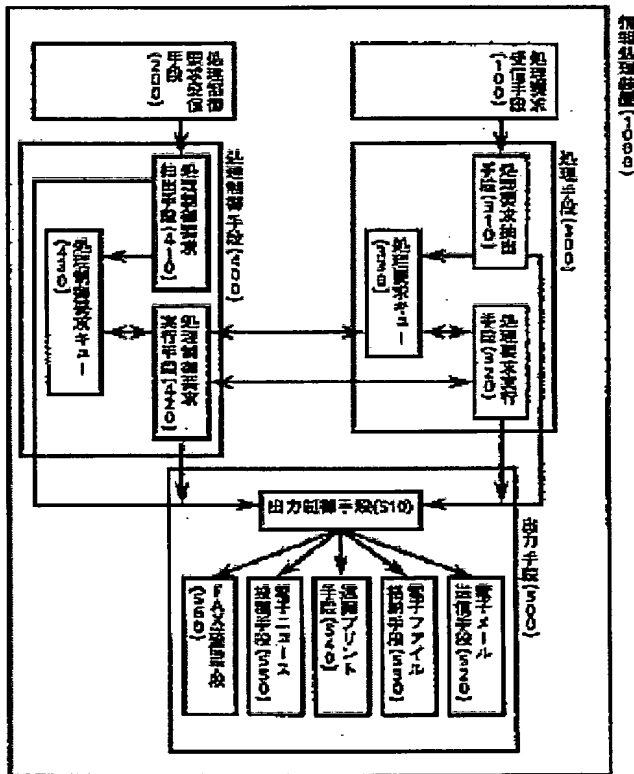 情報処理装置(1000)
処理要求
受信手段
(100)
処理制御
要求受信
手段
(200)
処理手段(300)
処理要求抽出
手段(310)
処理要求キュー
(330)
処理要求実行
手段(320)
処理制御手段(400)
処理制御要求
抽出手段(410)
処理制御要求キュー
(430)
処理制御要求
実行手段(420)
出力手段(500)
出力制御手段(510)
電子メール
送信手段(520)
電子ファイル
格納手段(530)
遠隔プリント
手段(540)
電子ニュース
投稿手段(550)
FAX送信手段
(560)